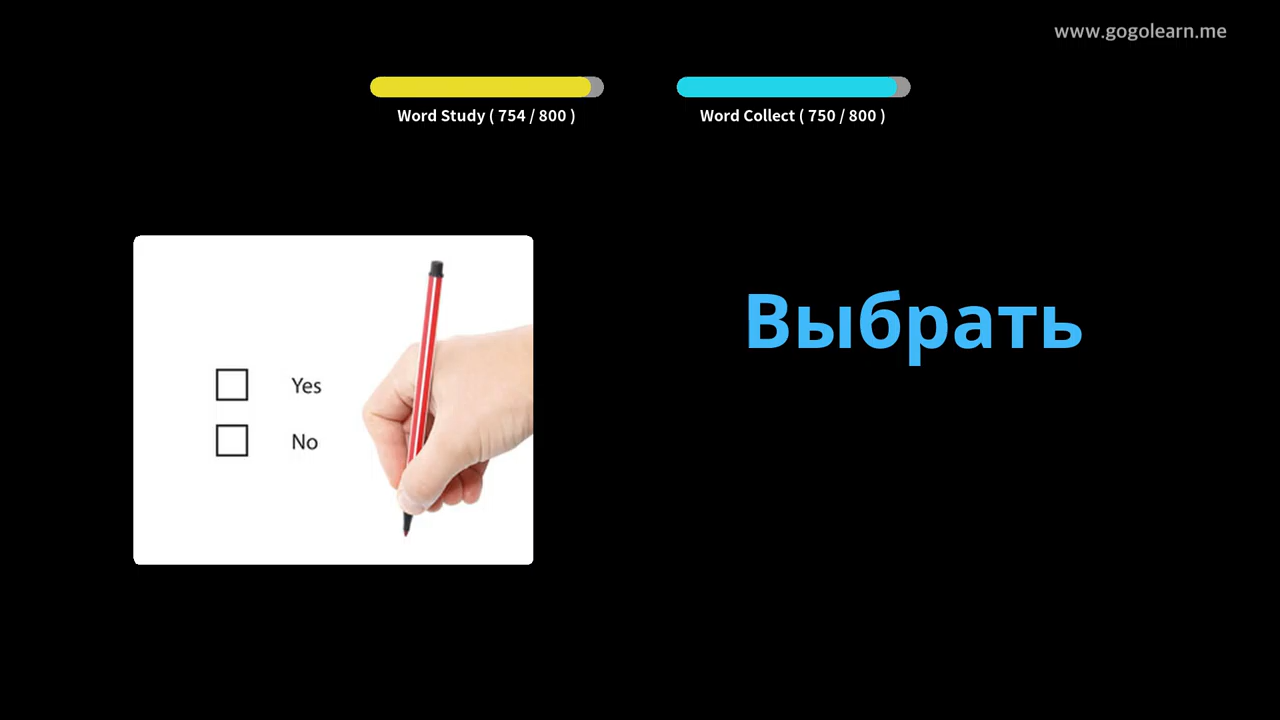 www.gogolearn.me
Word Study ( 754 / 800 )
Word Collect ( 750 / 800 )
Выбрать
Yes
No